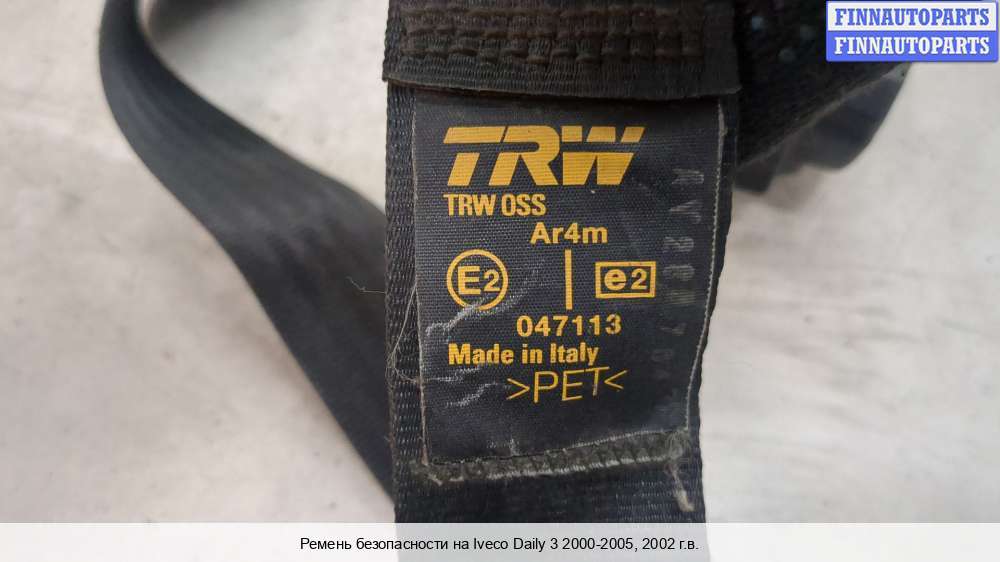 FINNAUTOPARTS
FINNAUTOPARTS
TRW
TRW OSS
Ar4m
E2
e2
047113
Made in Italy
>PET<
Ремень безопасности на Iveco Daily 3 2000-2005, 2002 г.в.